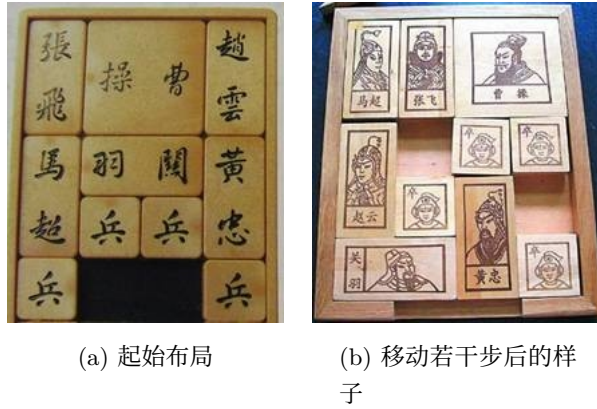 張飛
操 曹
趙雲
馬超
羽 關
黃忠
兵
兵
兵
兵
马超
张飞
曹 操
赵云
卒
卒
卒
关羽
黄忠
卒
(a) 起始布局
(b) 移动若干步后的样
子